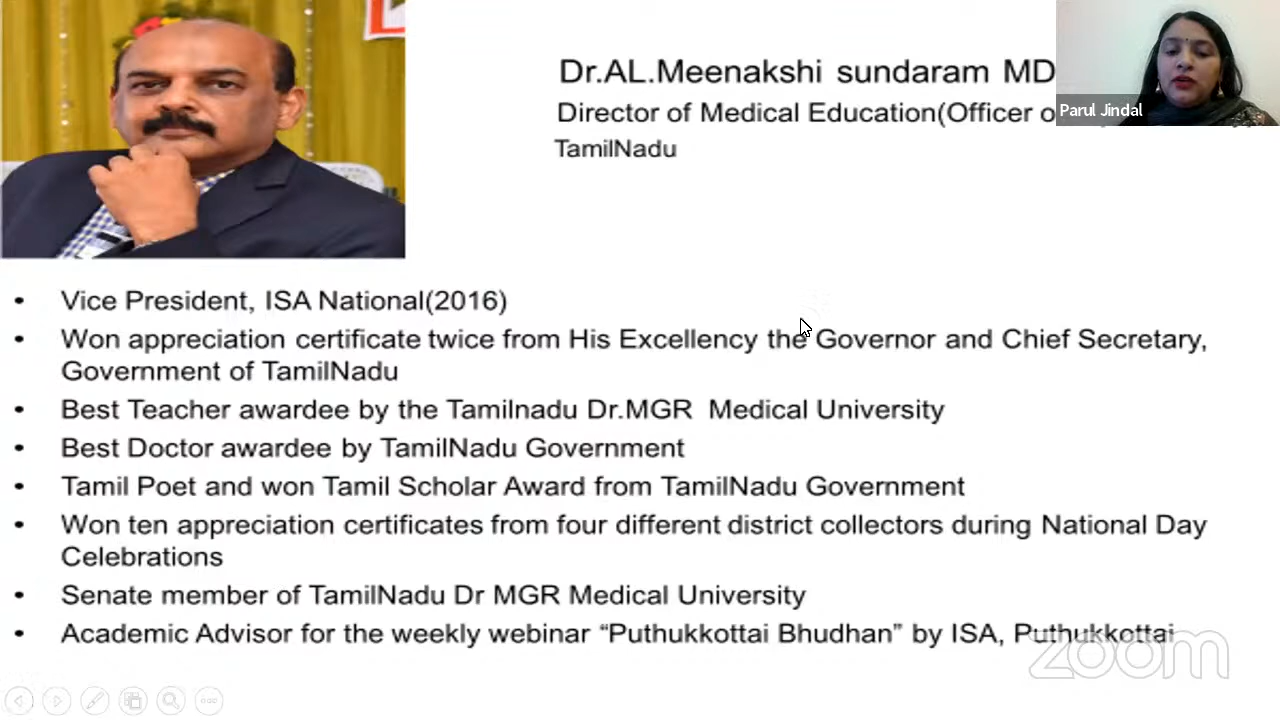 Dr.AL.Meenakshi sundaram MD
Director of Medical Education(Officer o
TamilNadu
Parul Jindal
• Vice President, ISA National(2016)
• Won appreciation certificate twice from His Excellency the Governor and Chief Secretary,
Government of TamilNadu
• Best Teacher awardee by the Tamilnadu Dr.MGR Medical University
• Best Doctor awardee by TamilNadu Government
• Tamil Poet and won Tamil Scholar Award from TamilNadu Government
• Won ten appreciation certificates from four different district collectors during National Day
Celebrations
• Senate member of TamilNadu Dr MGR Medical University
• Academic Advisor for the weekly webinar “Puthukkottai Bhudhan” by ISA, Puthukkottai
zoom